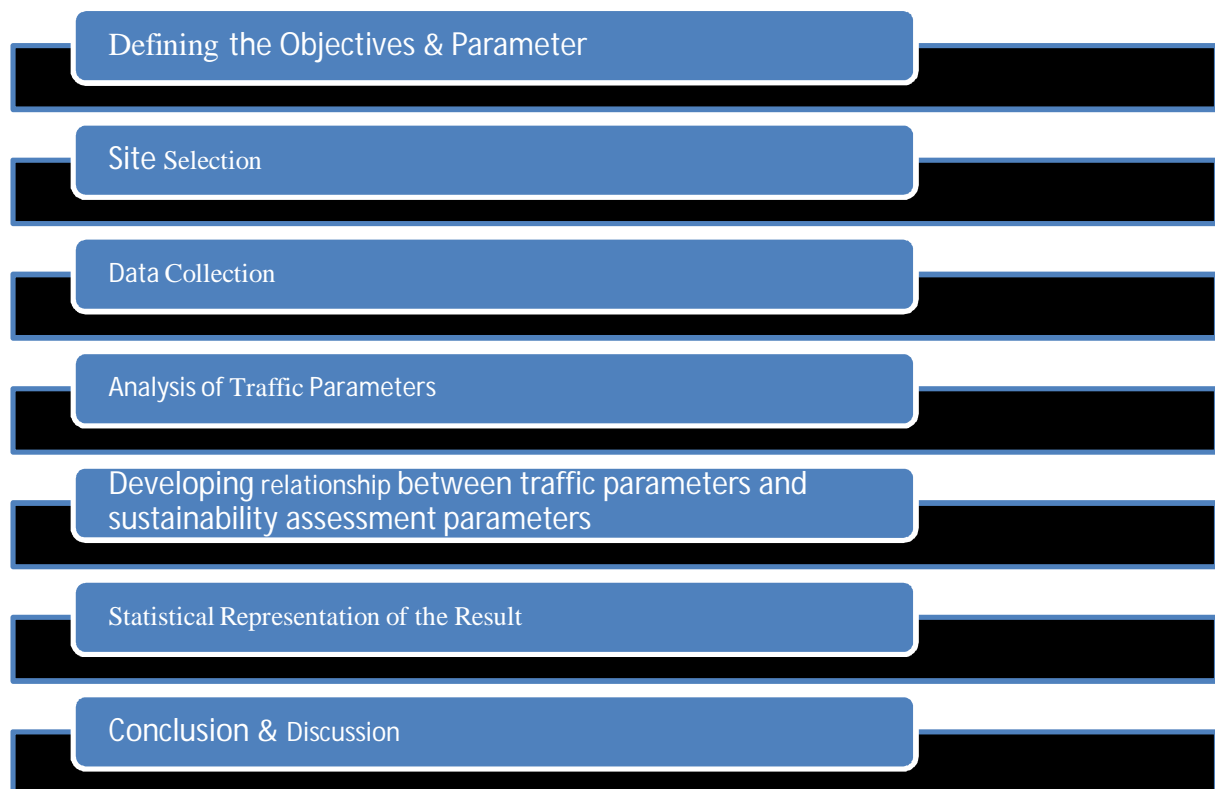 Defining the Objectives & Parameter
Site Selection
Data Collection
Analysis of Traffic Parameters
Developing relationship between traffic parameters and
sustainability assessment parameters
Statistical Representation of the Result
Conclusion & Discussion